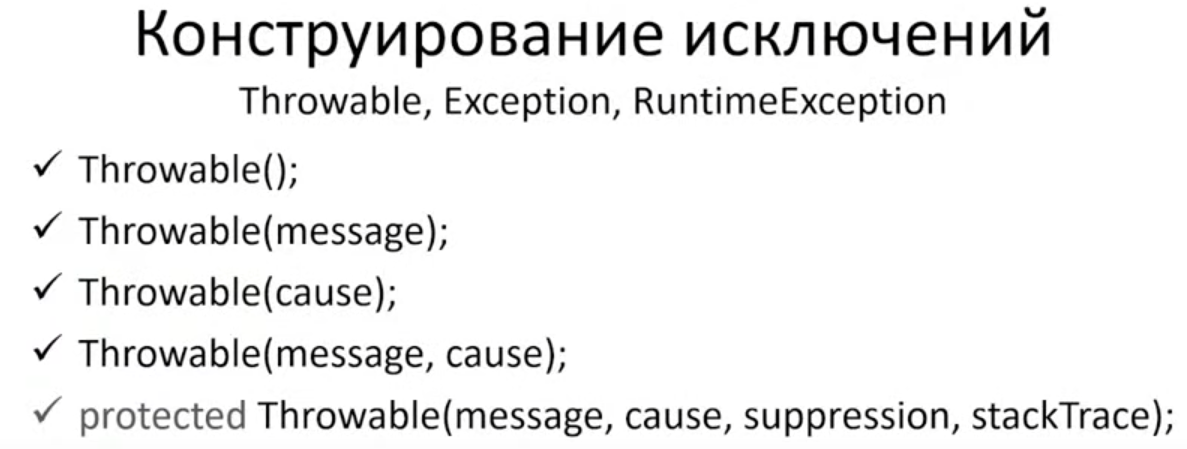 Конструирование исключений
Throwable, Exception, RuntimeException
✓ Throwable();
✓ Throwable(message);
✓ Throwable(cause);
✓ Throwable(message, cause);
✓ protected Throwable(message, cause, suppression, stackTrace);